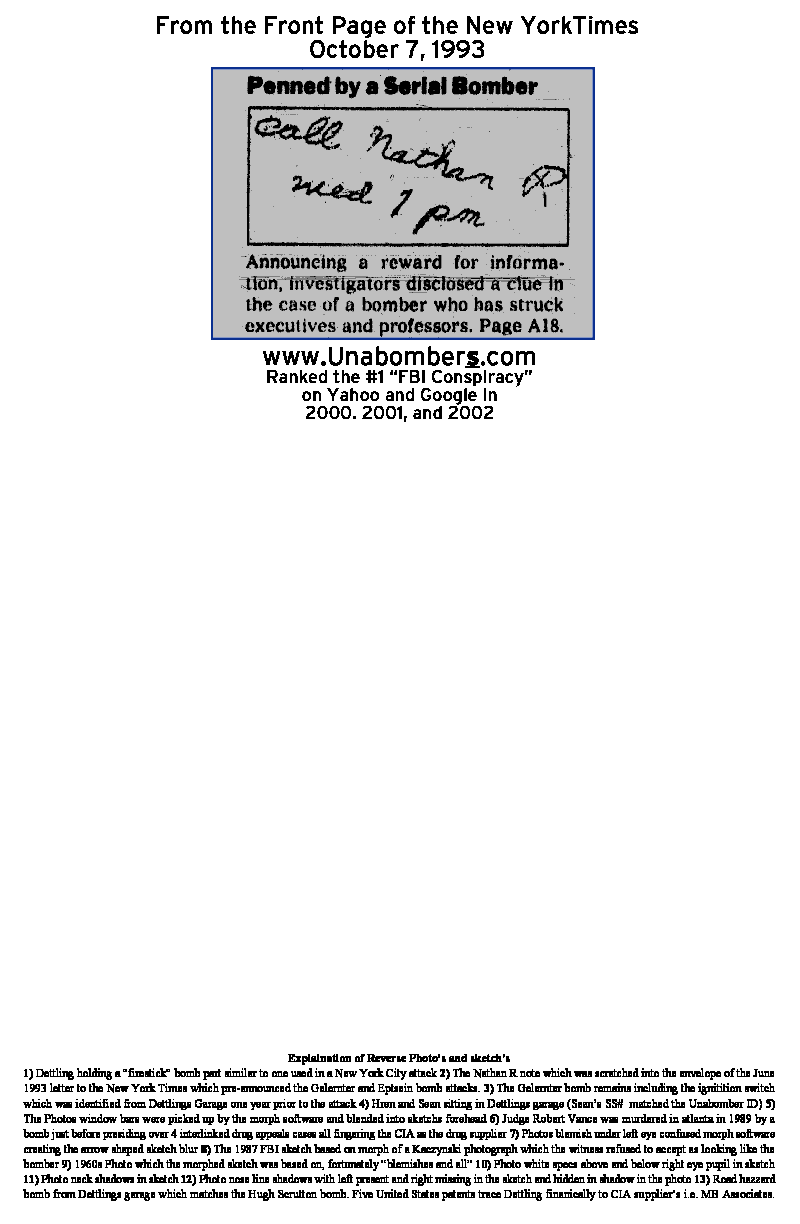 From the Front Page of the New YorkTimes
October 7, 1993
Penned by a Serial Bomber
Call Nathan R
wed 7 pm
Announcing a reward for informa-
tion, investigators disclosed a clue in
the case of a bomber who has struck
executives and professors. Page A18.
www.Unabombers.com
Ranked the #1 “FBI Conspiracy”
on Yahoo and Google in
2000. 2001, and 2002
Explaination of Reverse Photo's and sketch's
1) Dettling holding a "firestick" bomb part similar to one used in a New York City attack 2) The Nathan R note which was scratched into the envelope of the June
1993 letter to the New York Times which pre-announced the Gelernter and Eptsein bomb attacks. 3) The Gelernter bomb remains including the ignitition switch
which was identified from Dettlings Garage one year prior to the attack 4) Hren and Sean sitting in Dettlings garage (Sean's SS# matched the Unabomber ID) 5)
The Photos window bars were picked up by the morph software and blended into sketchs forehead 6) Judge Robert Vance was murdered in atlanta in 1989 by a
bomb just before presiding over 4 interlinked drug appeals cases all fingering the CIA as the drug supplier 7) Photos blemish under left eye confused morph software
creating the arrow shaped sketch blur 8) The 1987 FBI sketch based on morph of a Kaczynski photograph which the witness refused to accept as looking like the
bomber 9) 1960s Photo which the morphed sketch was based on, fortunately "blemishes and all" 10) Photo white specs above and below right eye pupil in sketch
11) Photo neck shadows in sketch 12) Photo nose line shadows with left present and right missing in the sketch and hidden in shadow in the photo 13) Road hazzard
bomb from Dettlings garage which matches the Hugh Scrutton bomb. Five United States patents trace Dettling finanically to CIA supplier's i.e. MB Associates.